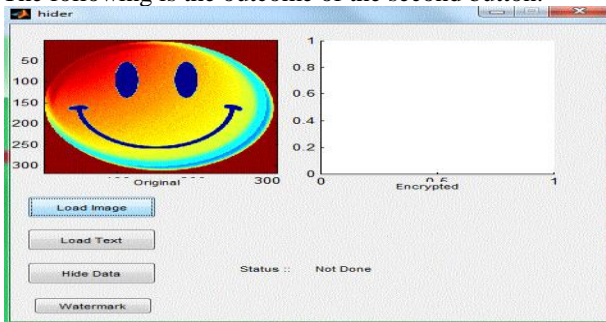 The following is the outcome of the second button.
hider
50
100
150
200
250
300
300
Original
1
0.8
0.6
0.4
0.2
0
0
0.5
1
Encrypted
Load Image
Load Text
Hide Data
Watermark
Status :: Not Done